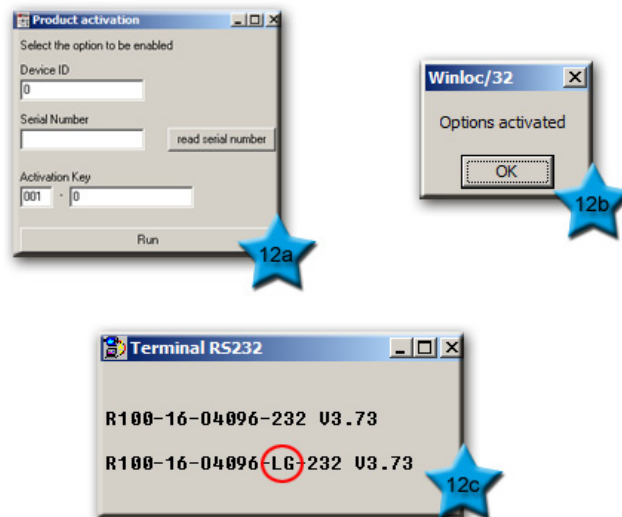 Product activation
Select the option to be enabled
Device ID
0
Serial Number
read serial number
Activation Key
001 - 0
Run
12a
Winloc/32
Options activated
OK
12b
Terminal RS232
R100-16-04096-232 V3.73
R100-16-04096-LG-232 V3.73
12c